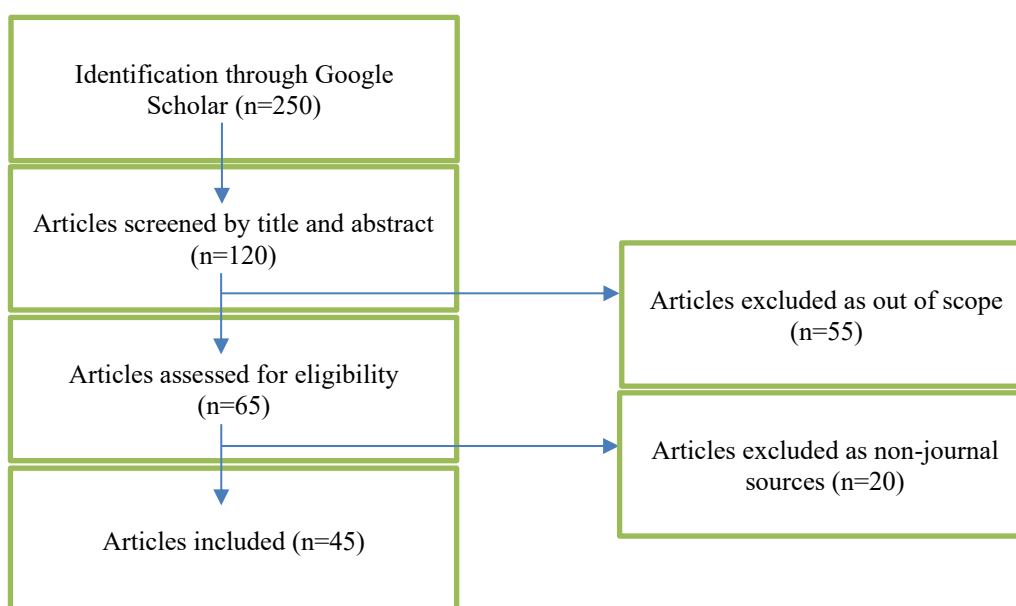 Identification through Google
Scholar (n=250)
Articles screened by title and abstract
(n=120)
Articles excluded as out of scope
(n=55)
Articles assessed for eligibility
(n=65)
Articles excluded as non-journal
sources (n=20)
Articles included (n=45)